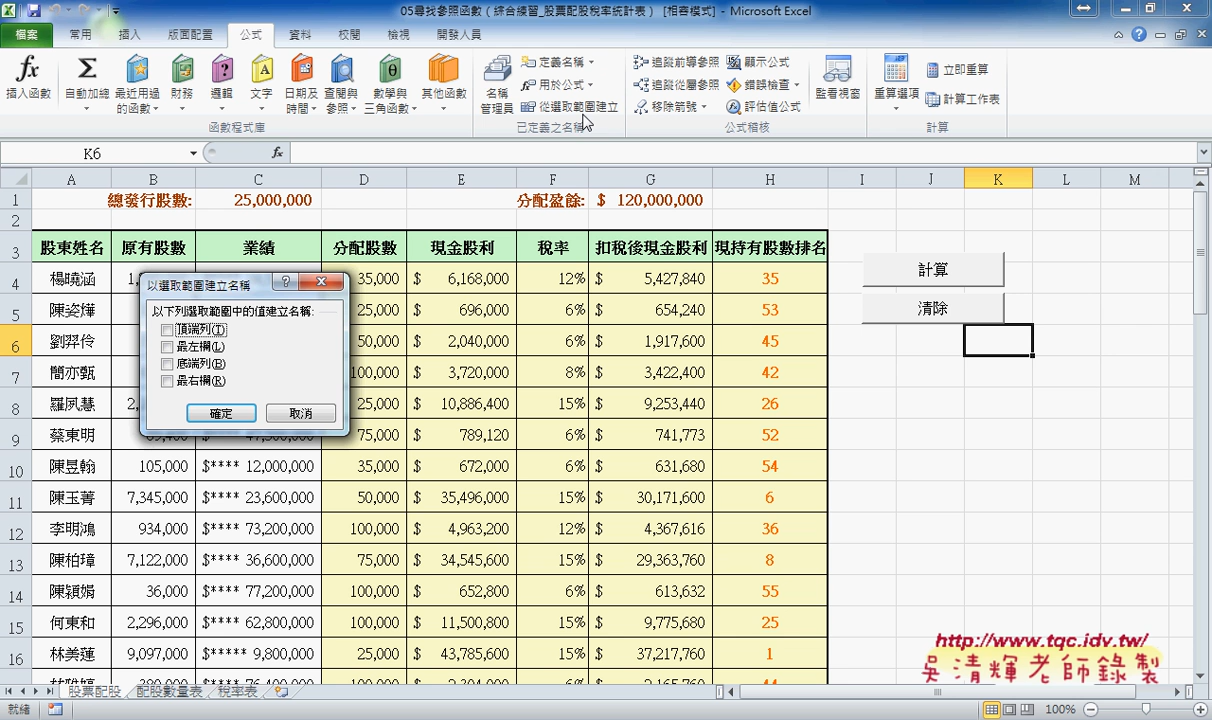 05尋找參照函數（綜合練習_股票配股稅率統計表） [相容模式] - Microsoft Excel
檔案 常用 插入 版面配置 公式 資料 校閱 檢視 開發人員
插入函數 自動加總 最近用過的函數 財務 邏輯 文字 日期及時間 查閱與參照 數學與三角函數 其他函數
函數程式庫
名稱管理員 定義名稱 用於公式 從選取範圍建立
已定義之名稱
追蹤前導參照 顯示公式
追蹤從屬參照 錯誤檢查
移除箭號 評估值公式
公式稽核
監看視窗 重算選項 立即重算 計算工作表
計算
K6 fx
A B C D E F G H I J K L M
1 總發行股數: 25,000,000 分配盈餘: $ 120,000,000
2
3 股東姓名 原有股數 業績 分配股數 現金股利 稅率 扣稅後現金股利 現持有股數排名
4 楊曉涵 1, 35,000 $ 6,168,000 12% $ 5,427,840 35
5 陳姿燁 25,000 $ 696,000 6% $ 654,240 53
6 劉羿伶 50,000 $ 2,040,000 6% $ 1,917,600 45
7 簡亦甄 100,000 $ 3,720,000 8% $ 3,422,400 42
8 羅夙慧 2, 25,000 $ 10,886,400 15% $ 9,253,440 26
9 蔡東明 75,000 $ 789,120 6% $ 741,773 52
10 陳昱翰 105,000 $**** 12,000,000 35,000 $ 672,000 6% $ 631,680 54
11 陳玉菁 7,345,000 $**** 23,600,000 50,000 $ 35,496,000 15% $ 30,171,600 6
12 李明鴻 934,000 $**** 73,200,000 100,000 $ 4,963,200 12% $ 4,367,616 36
13 陳柏璋 7,122,000 $**** 36,600,000 75,000 $ 34,545,600 15% $ 29,363,760 8
14 陳穎娟 36,000 $**** 77,200,000 100,000 $ 652,800 6% $ 613,632 55
15 何東和 2,296,000 $**** 62,800,000 100,000 $ 11,500,800 15% $ 9,775,680 25
16 林美蓮 9,097,000 $***** 9,800,000 25,000 $ 43,785,600 15% $ 37,217,760 1
計算
清除
以選取範圍建立名稱
以下列選取範圍中的值建立名稱:
頂端列(T)
最左欄(L)
底端列(B)
最右欄(R)
確定 取消
http://www.tqc.idv.tw/
吳清輝老師錄製
股票配股 配股數量表 稅率表
就緒 100%